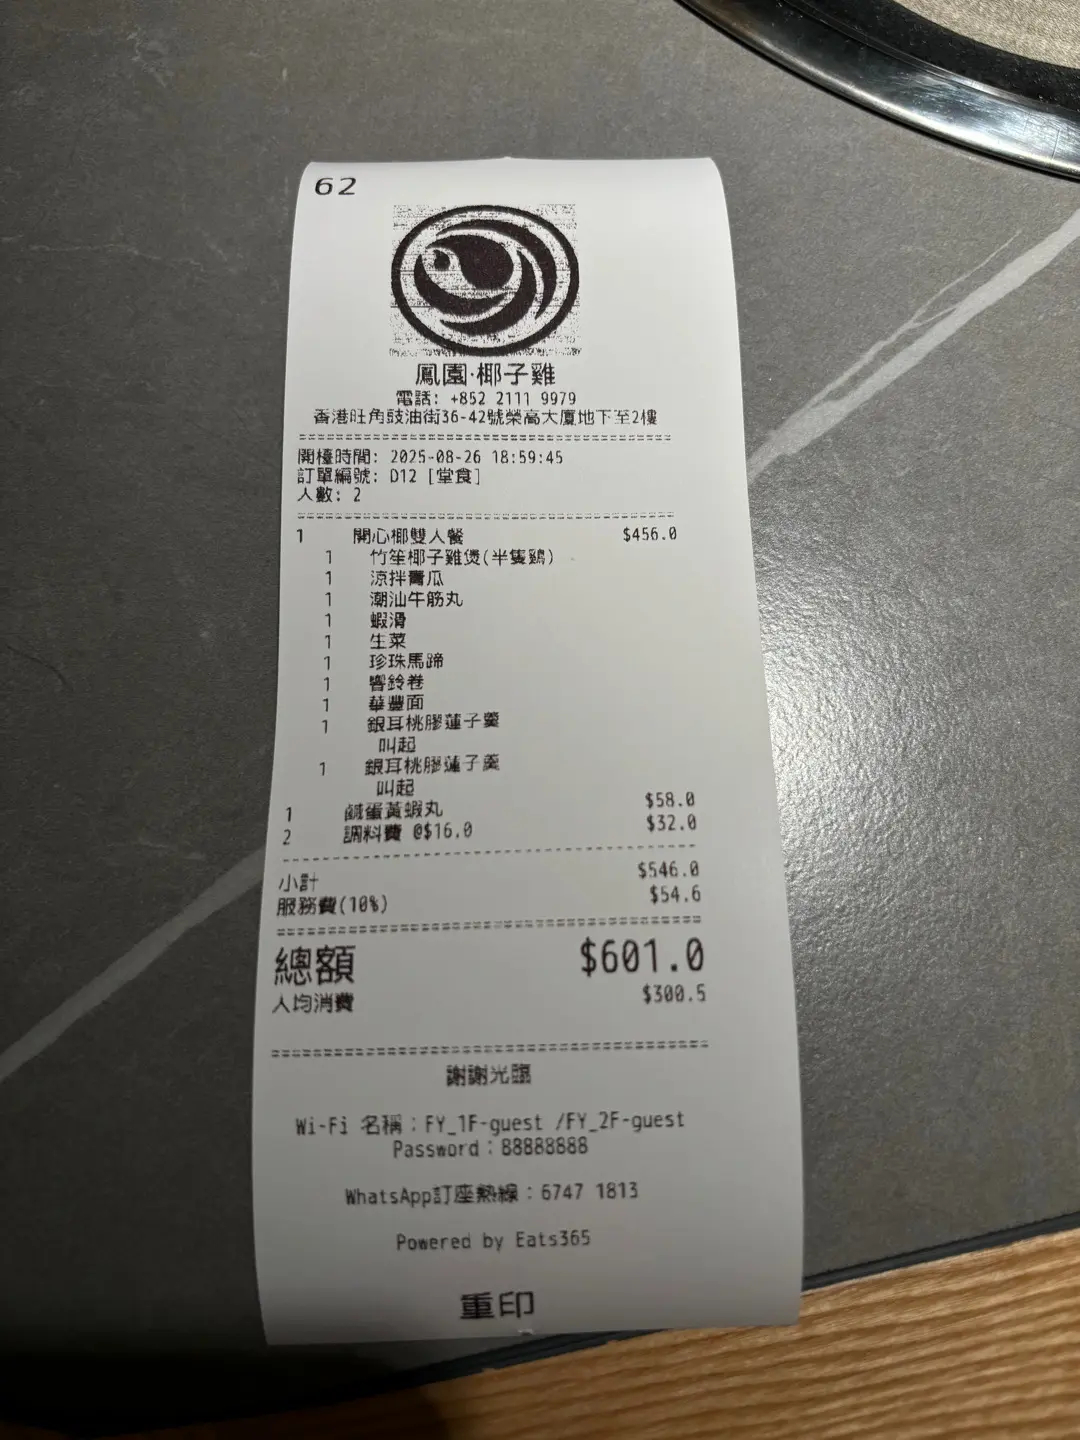 62
鳳園·椰子雞
電話: +852 2111 9979
香港旺角豉油街36-42號榮高大廈地下至2樓
開檯時間: 2025-08-26 18:59:45
訂單編號: D12 [堂食]
人數: 2
1 開心椰雙人餐 $456.0
1 竹笙椰子雞煲(半隻鷄)
1 涼拌青瓜
1 潮汕牛筋丸
1 蝦滑
1 生菜
1 珍珠馬蹄
1 響鈴卷
1 華豐面
1 銀耳桃膠蓮子羹
叫起
1 銀耳桃膠蓮子羹
叫起
1 鹹蛋黃蝦丸 $58.0
2 調料費 @$16.0 $32.0
小計 $546.0
服務費(10%) $54.6
總額 $601.0
人均消費 $300.5
謝謝光臨
Wi-Fi 名稱：FY_1F-guest /FY_2F-guest
Password：88888888
WhatsApp訂座熱線：6747 1813
Powered by Eats365
重印